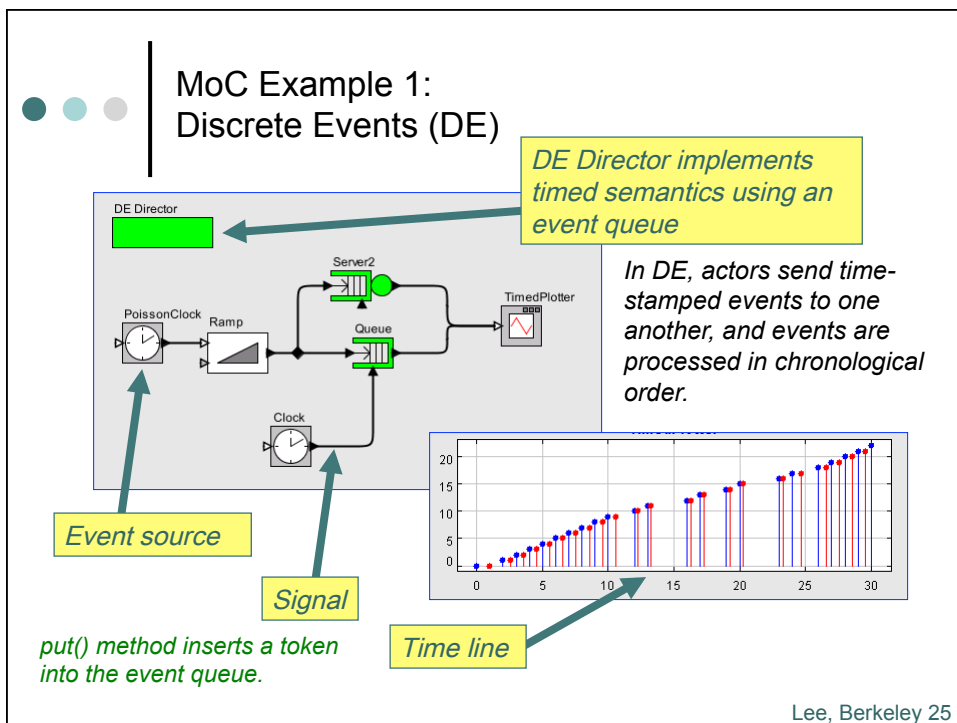 MoC Example 1:
Discrete Events (DE)
DE Director implements
timed semantics using an
event queue
DE Director
Server2
TimedPlotter
PoissonClock
Ramp
Queue
Clock
In DE, actors send time-
stamped events to one
another, and events are
processed in chronological
order.
20
15
10
5
0
0 5 10 15 20 25 30
Event source
Signal
Time line
put() method inserts a token
into the event queue.
Lee, Berkeley 25